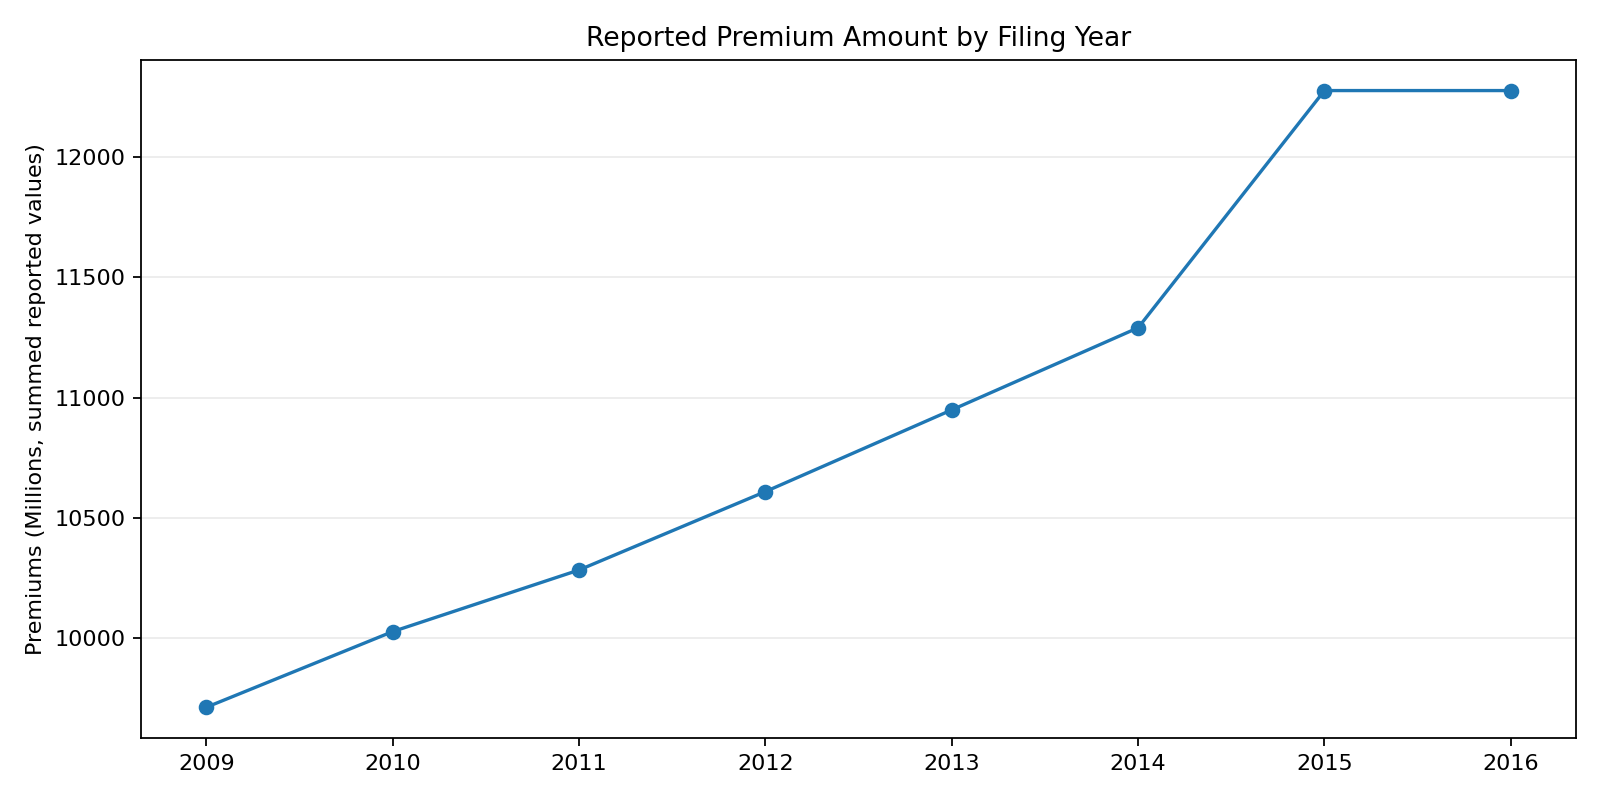 Reported Premium Amount by Filing Year
Premiums (Millions, summed reported values)
12000
11500
11000
10500
10000
2009 2010 2011 2012 2013 2014 2015 2016